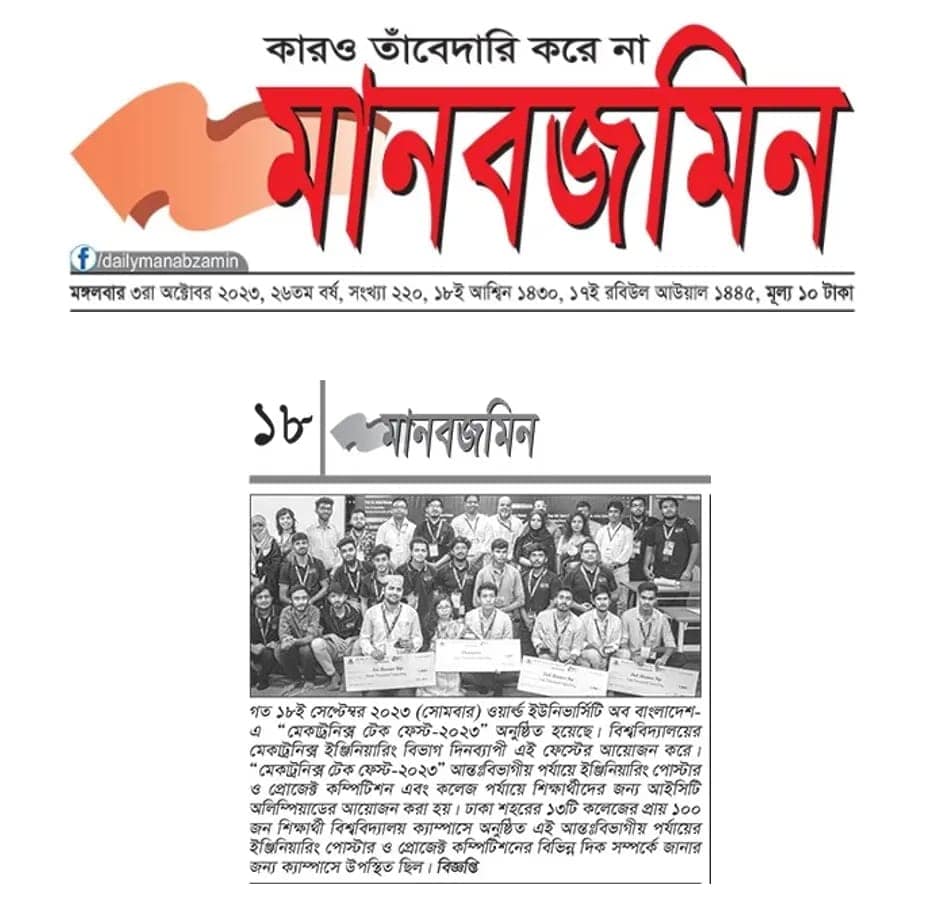 কারও তাঁবেদারি করে না
মানবজমিন
/dailymanabzamin
মঙ্গলবার ৩রা অক্টোবর ২০২৩, ২৬তম বর্ষ, সংখ্যা ২২০, ১৮ই আশ্বিন ১৪৩০, ১৭ই রবিউল আউয়াল ১৪৪৫, মূল্য ১০ টাকা
১৮
মানবজমিন
গত ১৮ই সেপ্টেম্বর ২০২৩ (সোমবার) ওয়ার্ল্ড ইউনিভার্সিটি অব বাংলাদেশ-
এ “মেকাট্রনিক্স টেক ফেস্ট-২০২৩” অনুষ্ঠিত হয়েছে। বিশ্ববিদ্যালয়ের
মেকাট্রনিক্স ইঞ্জিনিয়ারিং বিভাগ দিনব্যাপী এই ফেস্টের আয়োজন করে।
“মেকাট্রনিক্স টেক ফেস্ট-২০২৩” আন্তঃবিভাগীয় পর্যায়ে ইঞ্জিনিয়ারিং পোস্টার
ও প্রোজেক্ট কম্পিটিশন এবং কলেজ পর্যায়ে শিক্ষার্থীদের জন্য আইসিটি
অলিম্পিয়াডের আয়োজন করা হয়। ঢাকা শহরের ১৩টি কলেজের প্রায় ১০০
জন শিক্ষার্থী বিশ্ববিদ্যালয় ক্যাম্পাসে অনুষ্ঠিত এই আন্তঃবিভাগীয় পর্যায়ের
ইঞ্জিনিয়ারিং পোস্টার ও প্রোজেক্ট কম্পিটিশনের বিভিন্ন দিক সম্পর্কে জানার
জন্য ক্যাম্পাসে উপস্থিত ছিল। বিজ্ঞপ্তি